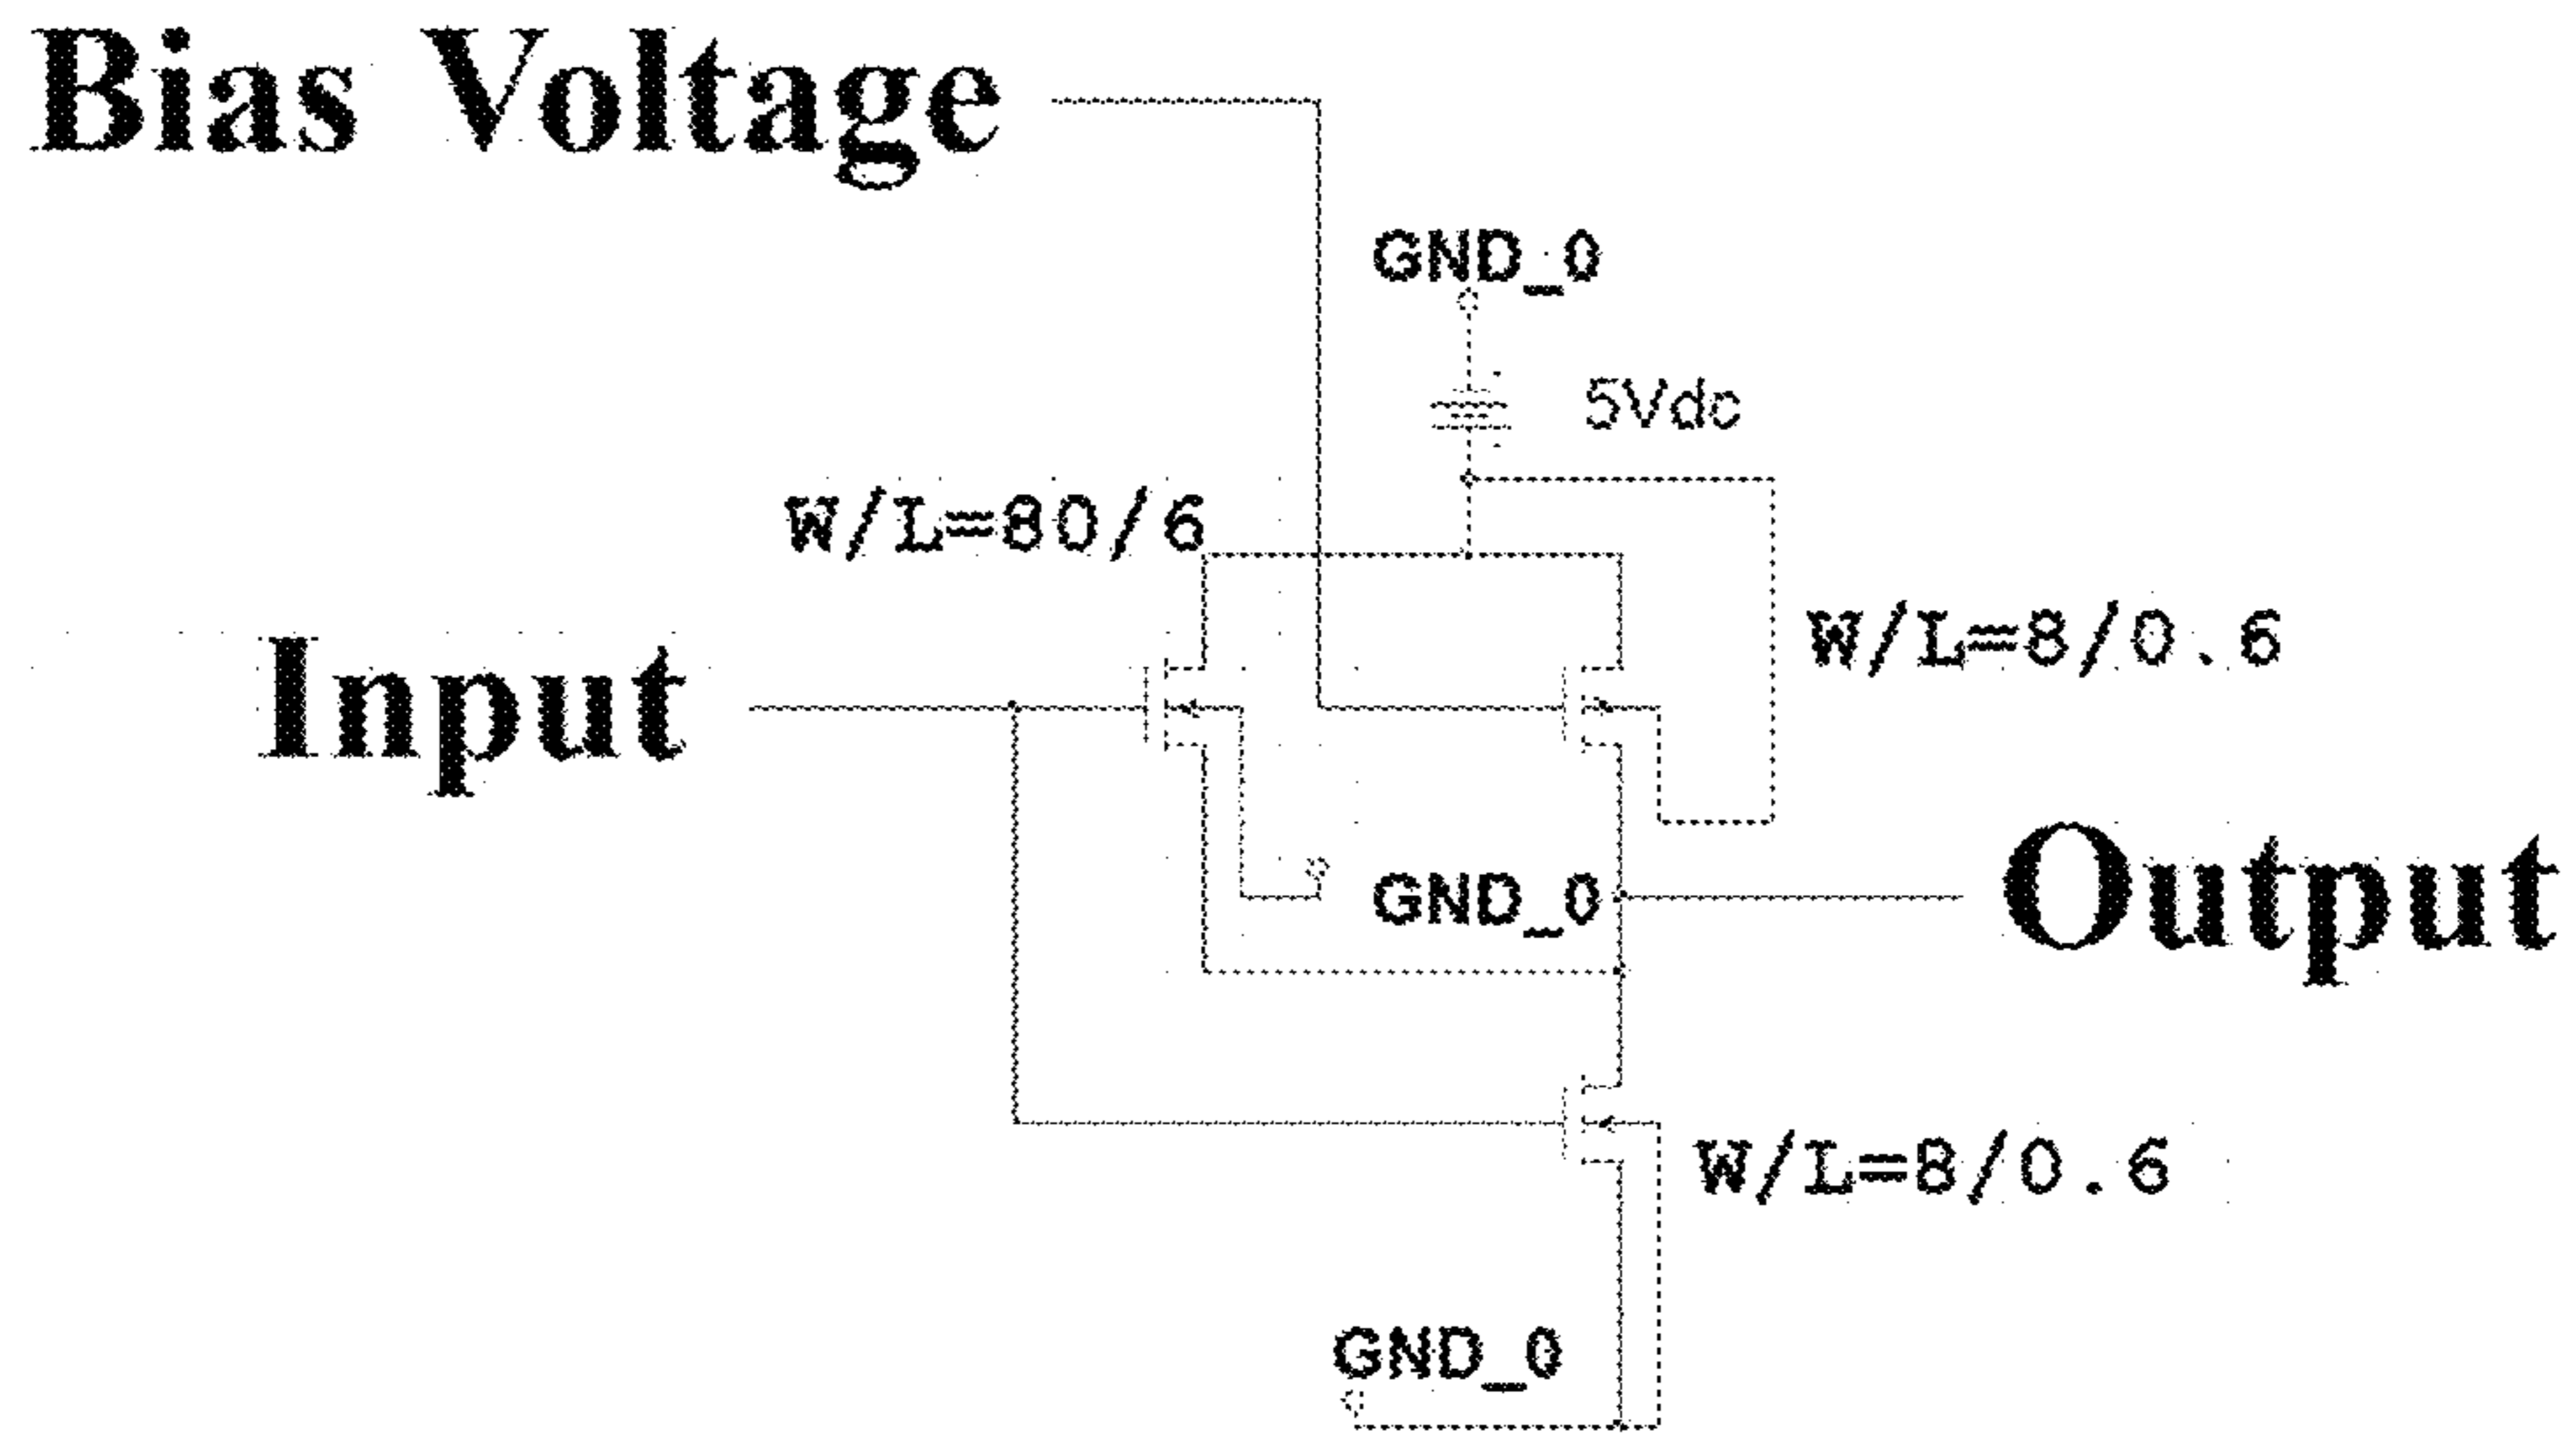 Bias Voltage
GND_0
5Vdc
W/L=80/6
W/L=8/0.6
Input
GND_0
Output
W/L=8/0.6
GND_0